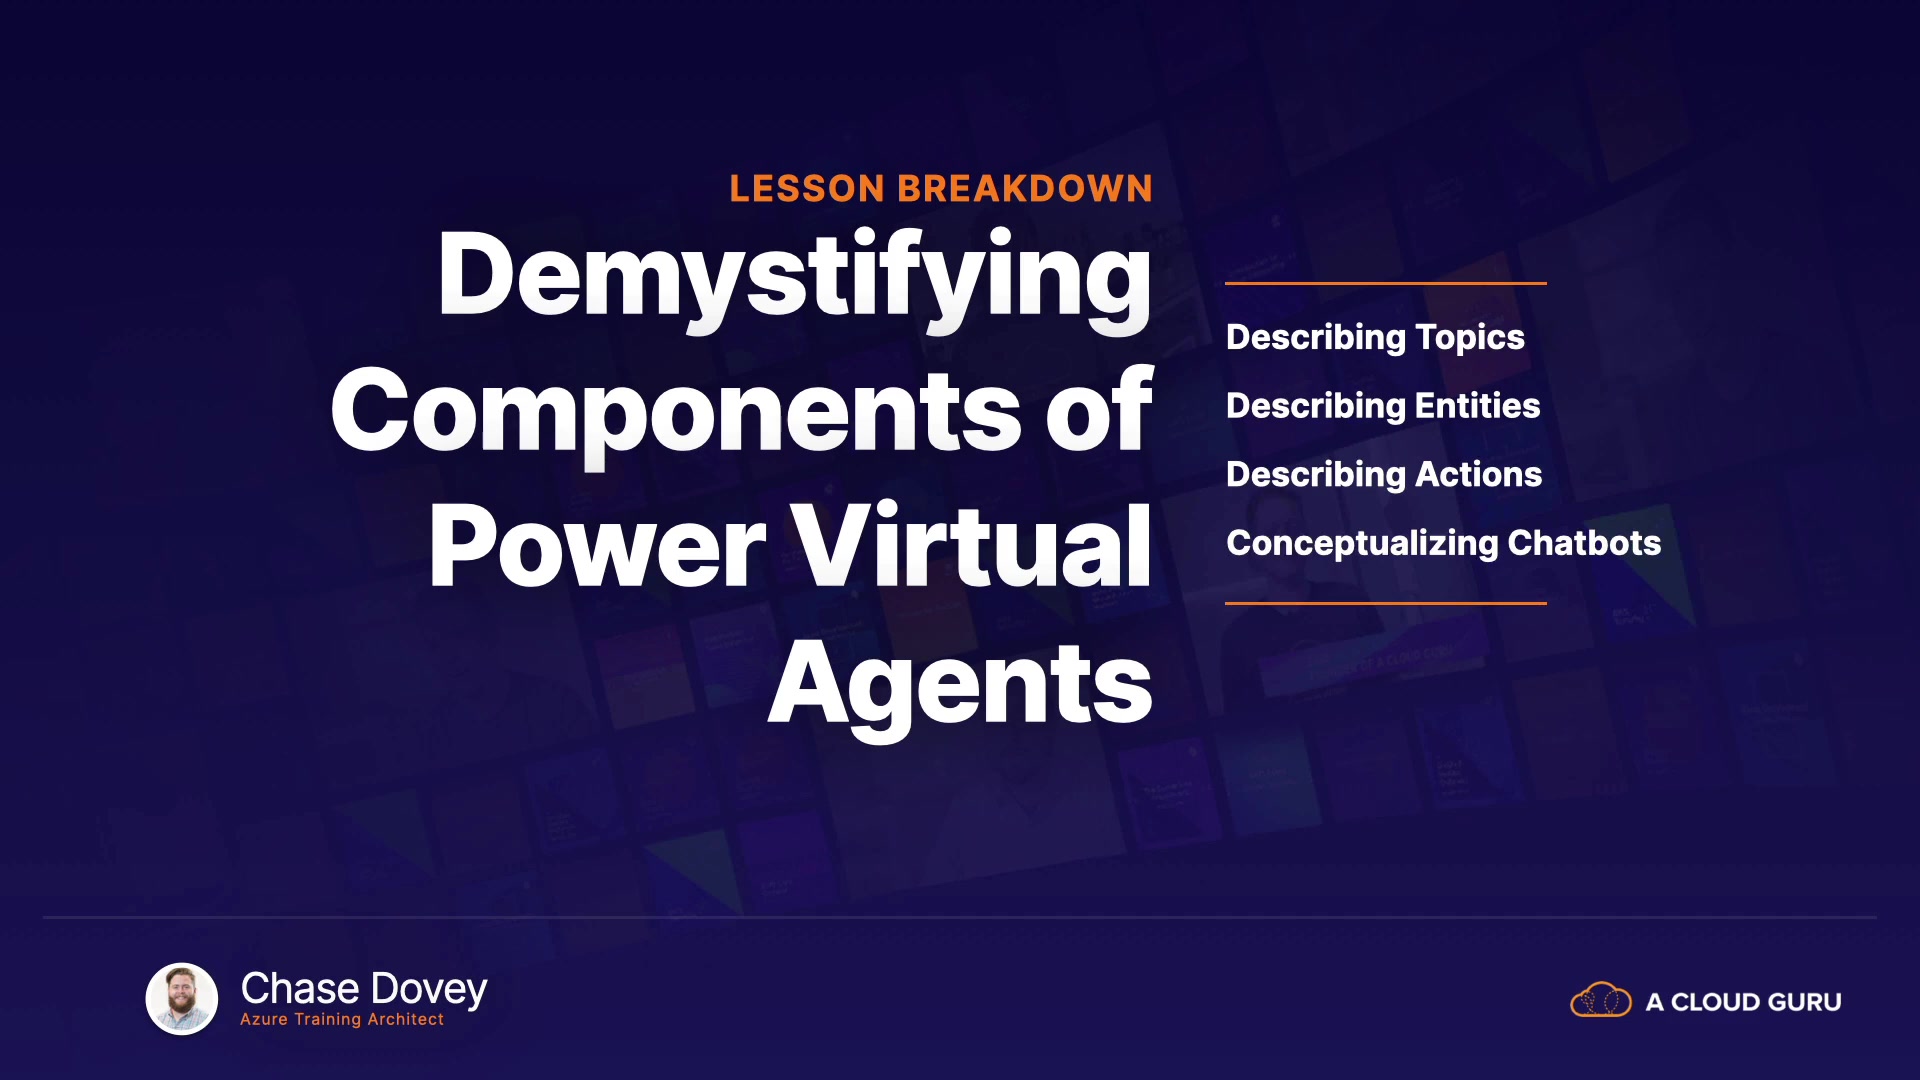 LESSON BREAKDOWN
Demystifying
Components of
Power Virtual
Agents
Describing Topics
Describing Entities
Describing Actions
Conceptualizing Chatbots
Chase Dovey
Azure Training Architect
A CLOUD GURU